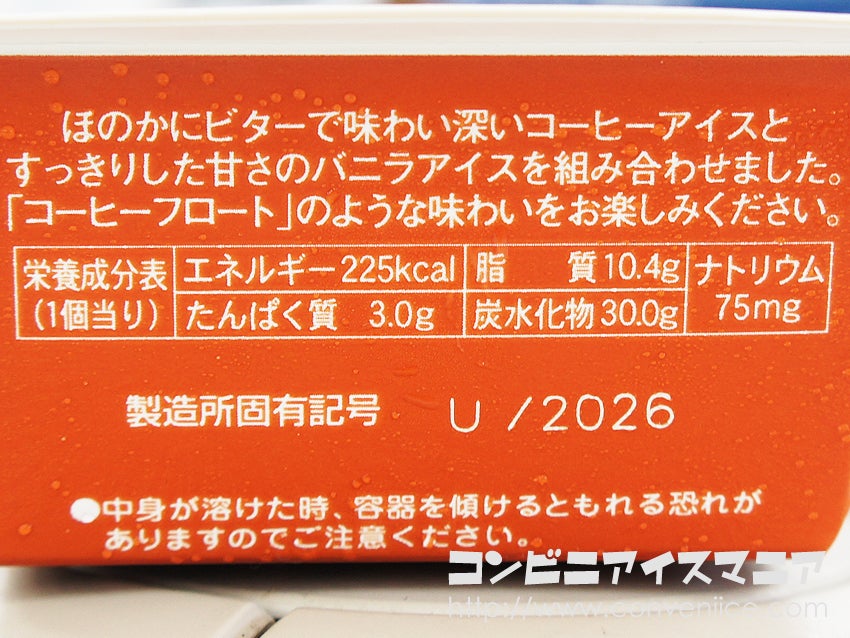 ほのかにビターで味わい深いコーヒーアイスと
すっきりした甘さのバニラアイスを組み合わせました。
「コーヒーフロート」のような味わいをお楽しみください。
栄養成分表 エネルギー225kcal 脂 質10.4g ナトリウム
(1個当り) たんぱく質 3.0g 炭水化物30.0g 75mg
製造所固有記号 U /2026
●中身が溶けた時、容器を傾けるともれる恐れが
ありますのでご注意ください。
コンビニアイスマニア
http://www.conveniice.com